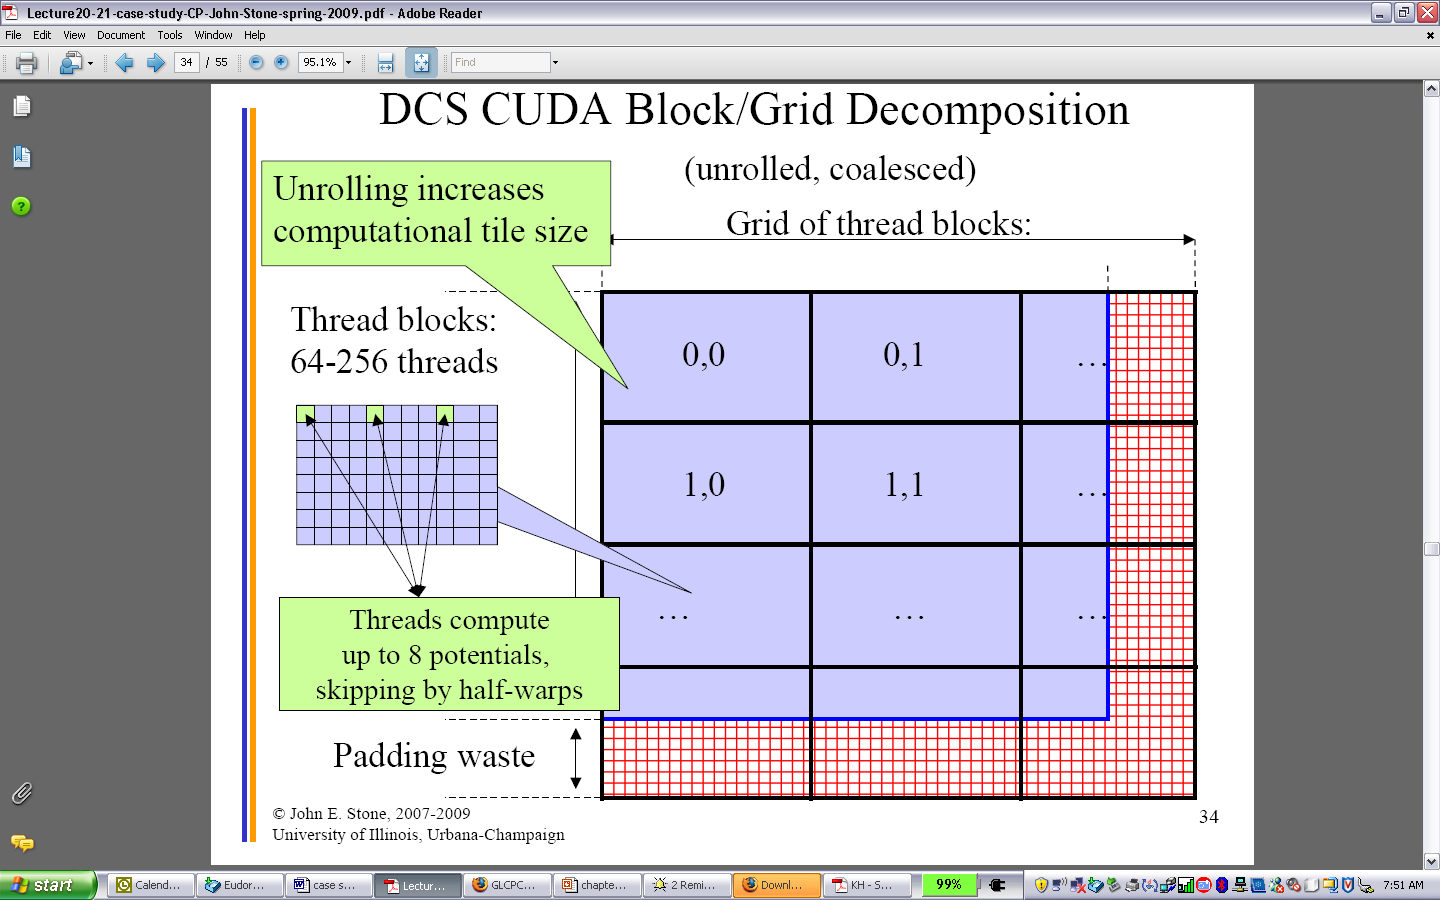 Lecture20-21-case-study-CP-John-Stone-spring-2009.pdf - Adobe Reader
File Edit View Document Tools Window Help
34 / 55 95.1% Find
DCS CUDA Block/Grid Decomposition
(unrolled, coalesced)
Unrolling increases
computational tile size
Grid of thread blocks:
Thread blocks:
64-256 threads
0,0 0,1 …
1,0 1,1 …
… … …
Threads compute
up to 8 potentials,
skipping by half-warps
Padding waste
© John E. Stone, 2007-2009
University of Illinois, Urbana-Champaign
34
start Calend... Eudor... case s... Lectur... GLCPC... chapte... 2 Remi... Downl... KH - S... 99% 7:51 AM